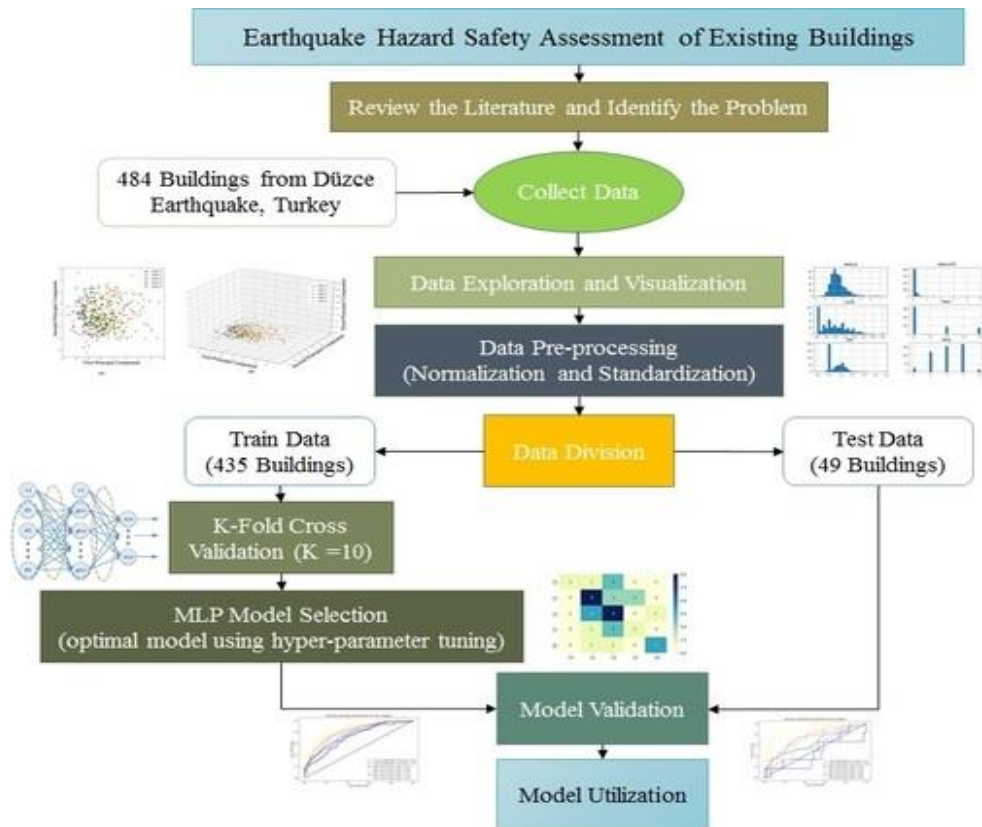 Earthquake Hazard Safety Assessment of Existing Buildings
Review the Literature and Identify the Problem
484 Buildings from Düzce
Earthquake, Turkey
Collect Data
Data Exploration and Visualization
Data Pre-processing
(Normalization and Standardization)
Train Data
(435 Buildings)
Data Division
Test Data
(49 Buildings)
K-Fold Cross
Validation (K =10)
MLP Model Selection
(optimal model using hyper-parameter tuning)
Model Validation
Model Utilization